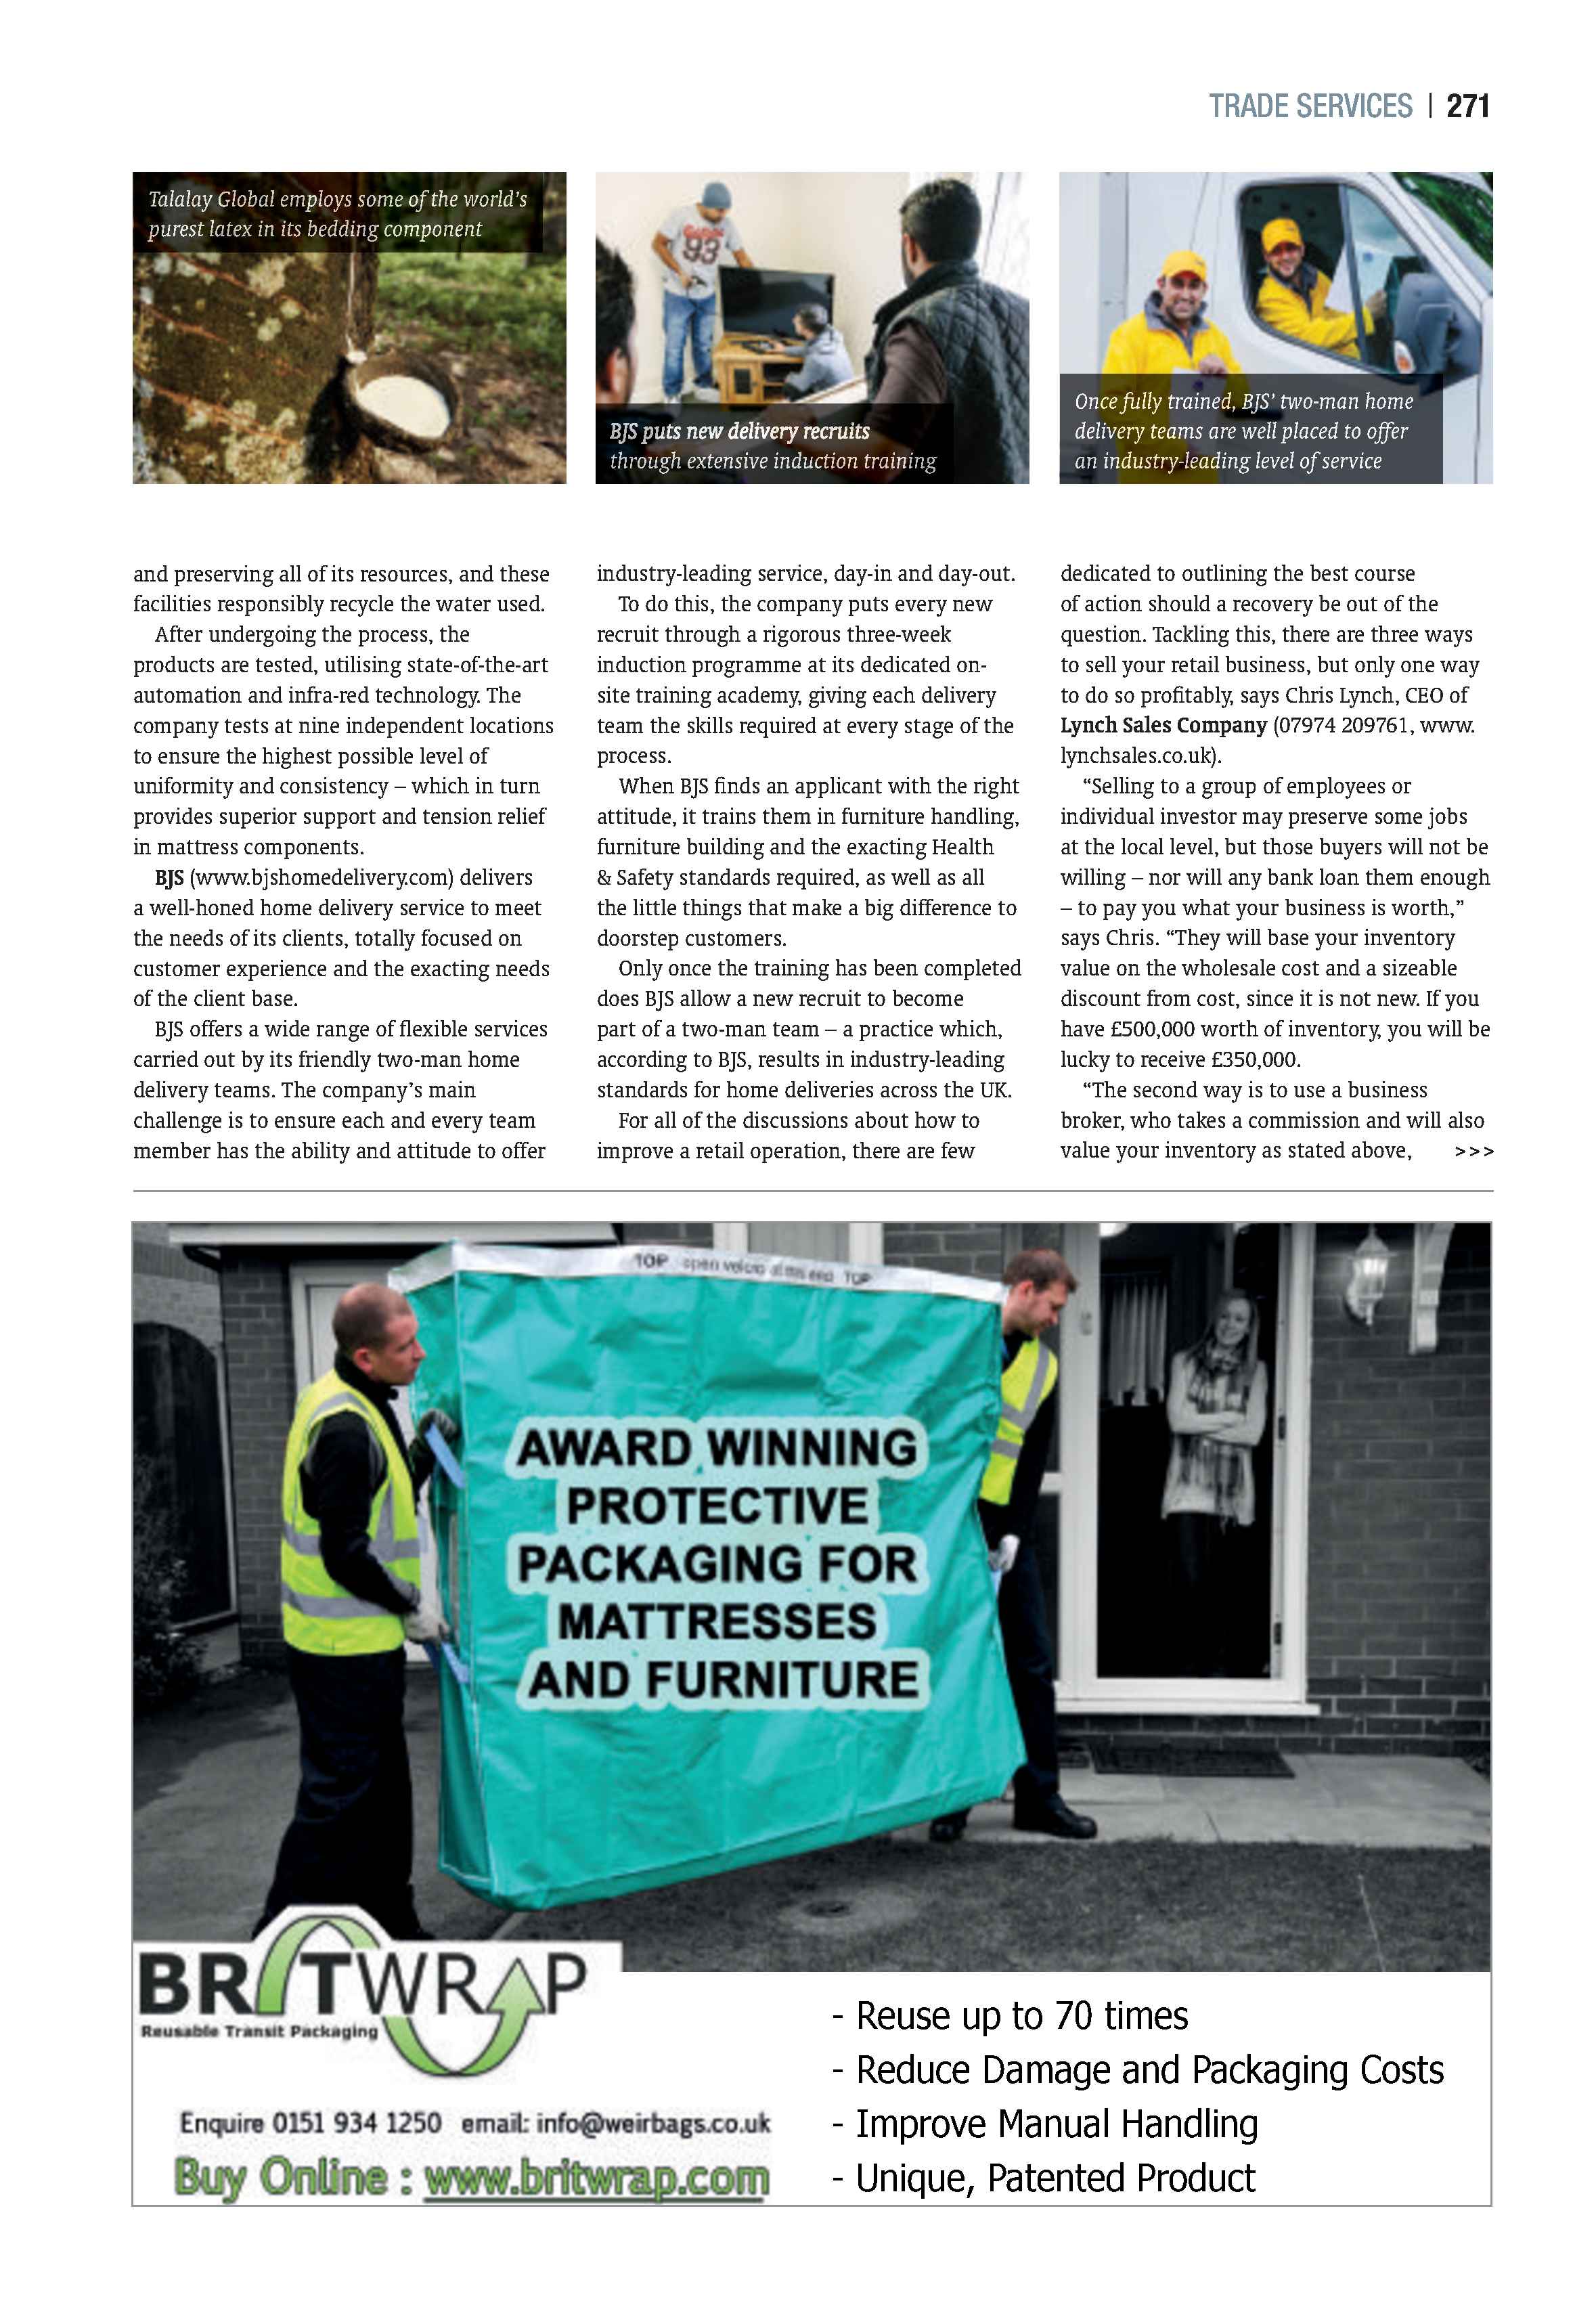 TRADE SERVICES | 271
Talalay Global employs some of the world's
purest latex in its bedding component
BJS puts new delivery recruits
through extensive induction training
Once fully trained, BJS' two-man home
delivery teams are well placed to offer
an industry-leading level of service
and preserving all of its resources, and these
facilities responsibly recycle the water used.
After undergoing the process, the
products are tested, utilising state-of-the-art
automation and infra-red technology. The
company tests at nine independent locations
to ensure the highest possible level of
uniformity and consistency – which in turn
provides superior support and tension relief
in mattress components.
BJS (www.bjshomedelivery.com) delivers
a well-honed home delivery service to meet
the needs of its clients, totally focused on
customer experience and the exacting needs
of the client base.
BJS offers a wide range of flexible services
carried out by its friendly two-man home
delivery teams. The company's main
challenge is to ensure each and every team
member has the ability and attitude to offer
industry-leading service, day-in and day-out.
To do this, the company puts every new
recruit through a rigorous three-week
induction programme at its dedicated on-
site training academy, giving each delivery
team the skills required at every stage of the
process.
When BJS finds an applicant with the right
attitude, it trains them in furniture handling,
furniture building and the exacting Health
& Safety standards required, as well as all
the little things that make a big difference to
doorstep customers.
Only once the training has been completed
does BJS allow a new recruit to become
part of a two-man team – a practice which,
according to BJS, results in industry-leading
standards for home deliveries across the UK.
For all of the discussions about how to
improve a retail operation, there are few
dedicated to outlining the best course
of action should a recovery be out of the
question. Tackling this, there are three ways
to sell your retail business, but only one way
to do so profitably, says Chris Lynch, CEO of
Lynch Sales Company (07974 209761, www.
lynchsales.co.uk).
“Selling to a group of employees or
individual investor may preserve some jobs
at the local level, but those buyers will not be
willing – nor will any bank loan them enough
– to pay you what your business is worth,”
says Chris. “They will base your inventory
value on the wholesale cost and a sizeable
discount from cost, since it is not new. If you
have £500,000 worth of inventory, you will be
lucky to receive £350,000.
“The second way is to use a business
broker, who takes a commission and will also
value your inventory as stated above, >>>
TOP open velcro at this end TOP
AWARD WINNING
PROTECTIVE
PACKAGING FOR
MATTRESSES
AND FURNITURE
BRITWRAP
Reusable Transit Packaging
Enquire 0151 934 1250 email: info@weirbags.co.uk
Buy Online : www.britwrap.com
- Reuse up to 70 times
- Reduce Damage and Packaging Costs
- Improve Manual Handling
- Unique, Patented Product